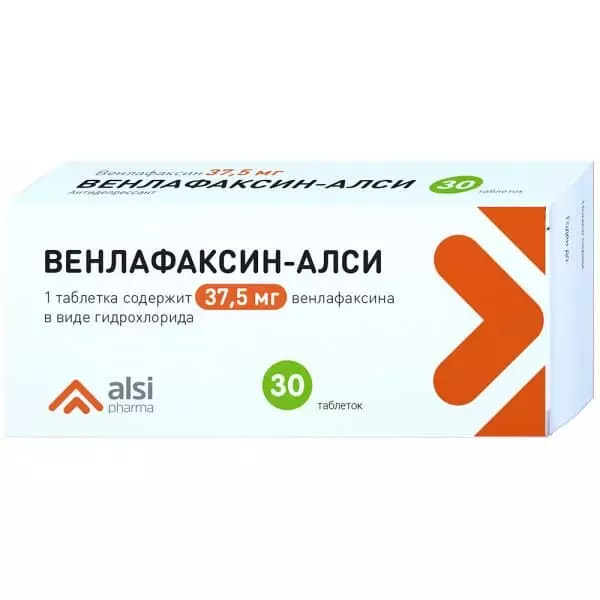 Венлафаксин 37,5 мг
ВЕНЛАФАКСИН-АЛСИ 30 таблеток
Антидепрессант
ВЕНЛАФАКСИН-АЛСИ
1 таблетка содержит 37,5 мг венлафаксина
в виде гидрохлорида
alsi
pharma
30
таблеток